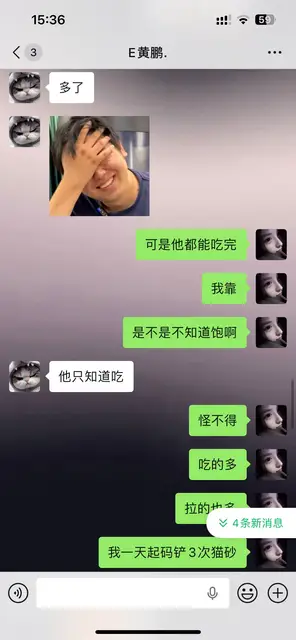 15:36
59
3
E黄鹏.
多了
可是他都能吃完
我靠
是不是不知道饱啊
他只知道吃
怪不得
吃的多
拉的也多
4条新消息
我一天起码铲3次猫砂